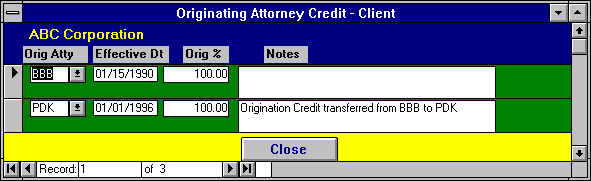 Originating Attorney Credit - Client
ABC Corporation
Orig Atty Effective Dt Orig % Notes
BBB 01/15/1990 100.00
PDK 01/01/1996 100.00 Origination Credit transferred from BBB to PDK
Close
Record: 1 of 3